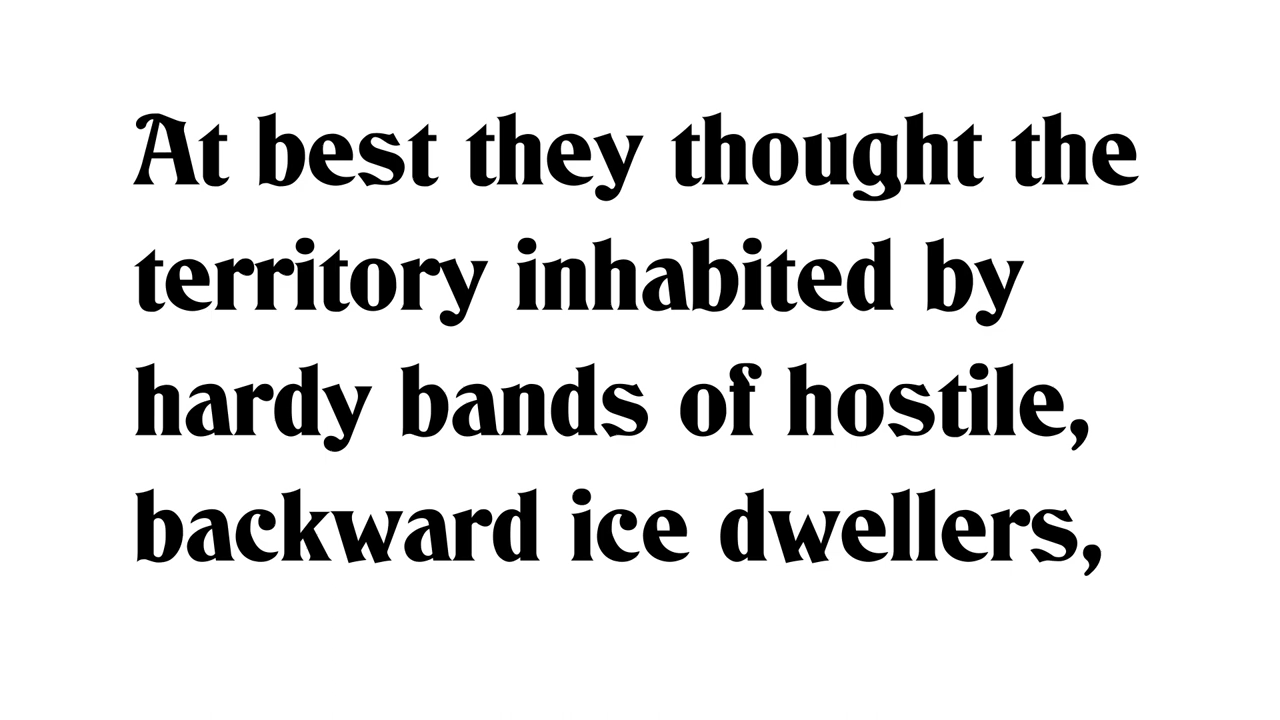 At best they thought the
territory inhabited by
hardy bands of hostile,
backward ice dwellers,